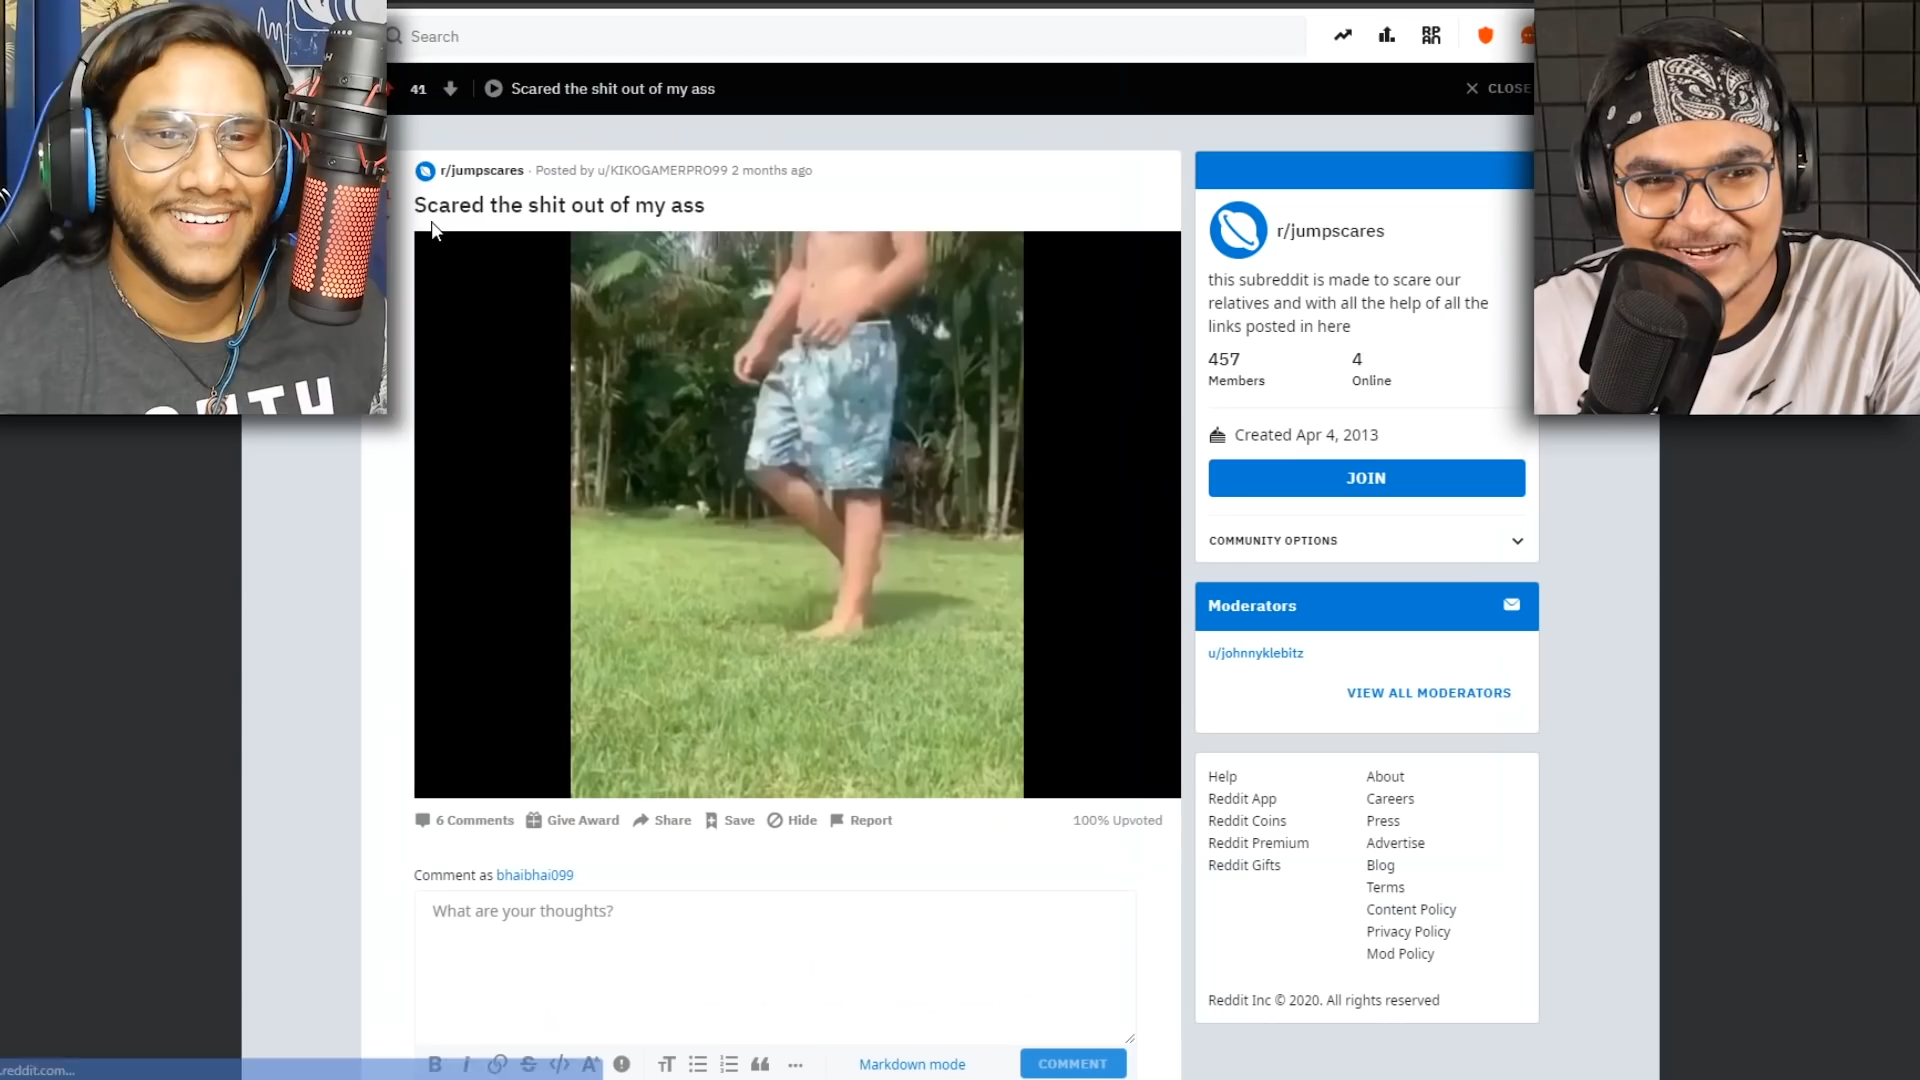 Search
41
Scared the shit out of my ass
CLOSE
r/jumpscares · Posted by u/KIKOGAMERPRO99 2 months ago
Scared the shit out of my ass
r/jumpscares
this subreddit is made to scare our
relatives and with all the help of all the
links posted in here
457
4
Members
Online
Created Apr 4, 2013
JOIN
COMMUNITY OPTIONS
Moderators
u/johnnyklebitz
VIEW ALL MODERATORS
6 Comments
Give Award
Share
Save
Hide
Report
100% Upvoted
Comment as bhaibhai099
What are your thoughts?
Help
About
Reddit App
Careers
Reddit Coins
Press
Reddit Premium
Advertise
Reddit Gifts
Blog
Terms
Content Policy
Privacy Policy
Mod Policy
Reddit Inc © 2020. All rights reserved
Markdown mode
COMMENT
.reddit.com...